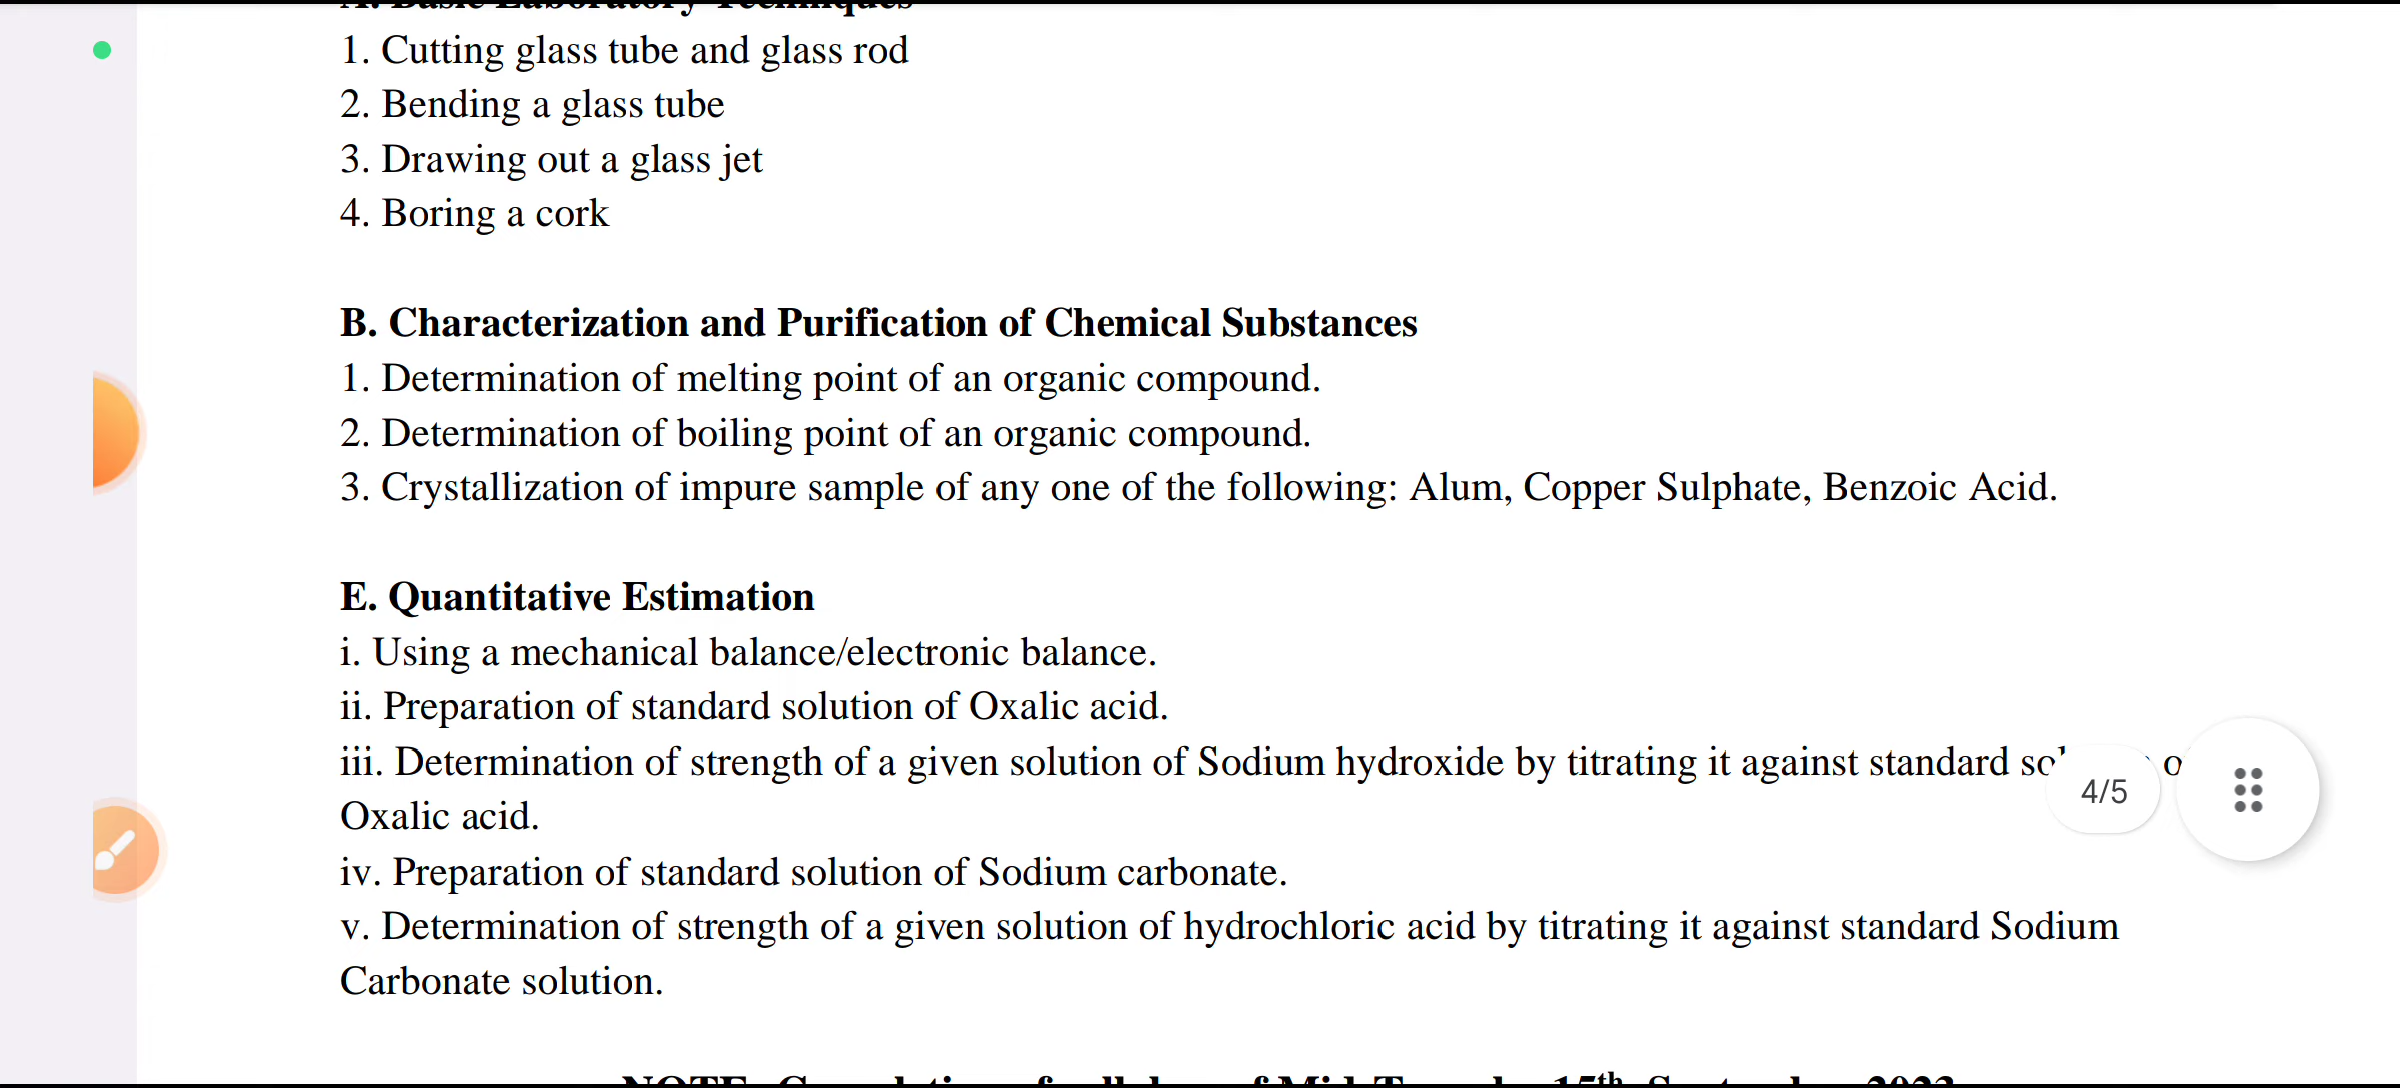 A. Basic Laboratory Techniques
1. Cutting glass tube and glass rod
2. Bending a glass tube
3. Drawing out a glass jet
4. Boring a cork
B. Characterization and Purification of Chemical Substances
1. Determination of melting point of an organic compound.
2. Determination of boiling point of an organic compound.
3. Crystallization of impure sample of any one of the following: Alum, Copper Sulphate, Benzoic Acid.
E. Quantitative Estimation
i. Using a mechanical balance/electronic balance.
ii. Preparation of standard solution of Oxalic acid.
iii. Determination of strength of a given solution of Sodium hydroxide by titrating it against standard
4/5
Oxalic acid.
iv. Preparation of standard solution of Sodium carbonate.
v. Determination of strength of a given solution of hydrochloric acid by titrating it against standard Sodium
Carbonate solution.